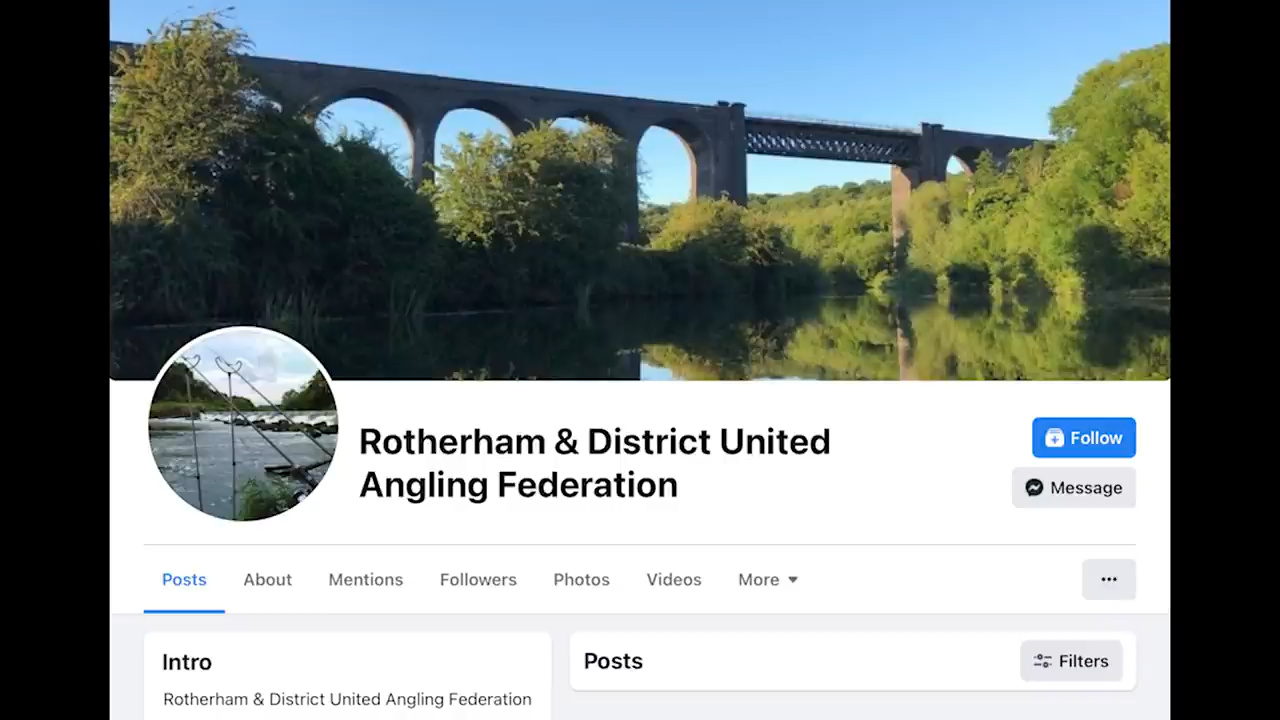 Rotherham & District United
Angling Federation
Follow
Message
Posts About Mentions Followers Photos Videos More
Intro
Rotherham & District United Angling Federation
Posts
Filters